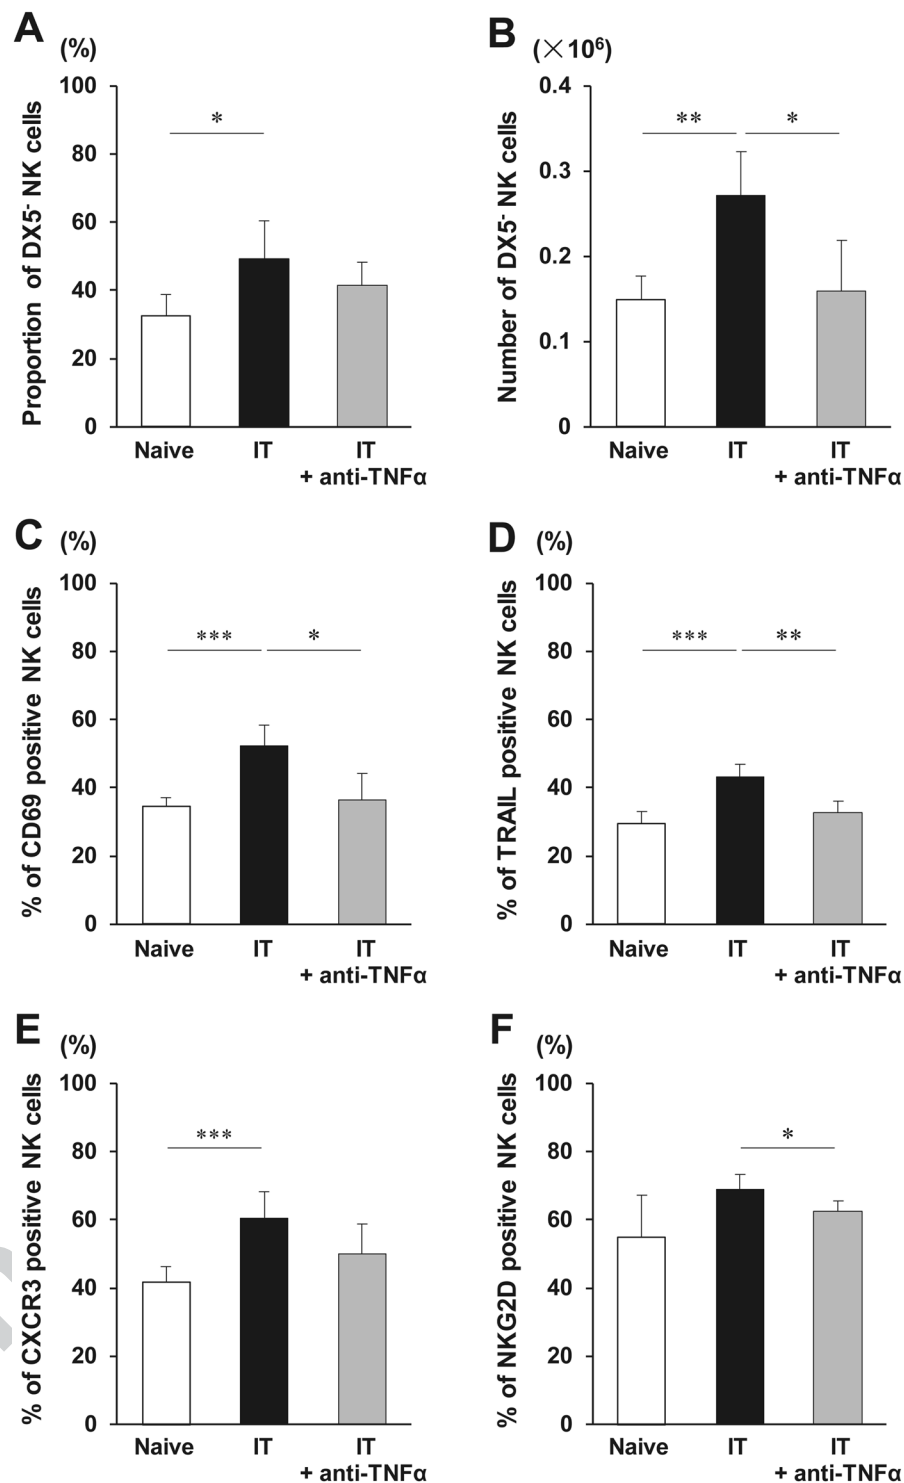 A
(%)
Proportion of DX5⁻ NK cells
100
80
60
40
20
0
*
Naive
IT
IT
+ anti-TNFα
B
(×10⁶)
Number of DX5⁻ NK cells
0.4
0.3
0.2
0.1
0
**
*
Naive
IT
IT
+ anti-TNFα
C
(%)
% of CD69 positive NK cells
100
80
60
40
20
0
***
*
Naive
IT
IT
+ anti-TNFα
D
(%)
% of TRAIL positive NK cells
100
80
60
40
20
0
***
**
Naive
IT
IT
+ anti-TNFα
E
(%)
% of CXCR3 positive NK cells
100
80
60
40
20
0
***
Naive
IT
IT
+ anti-TNFα
F
(%)
% of NKG2D positive NK cells
100
80
60
40
20
0
*
Naive
IT
IT
+ anti-TNFα